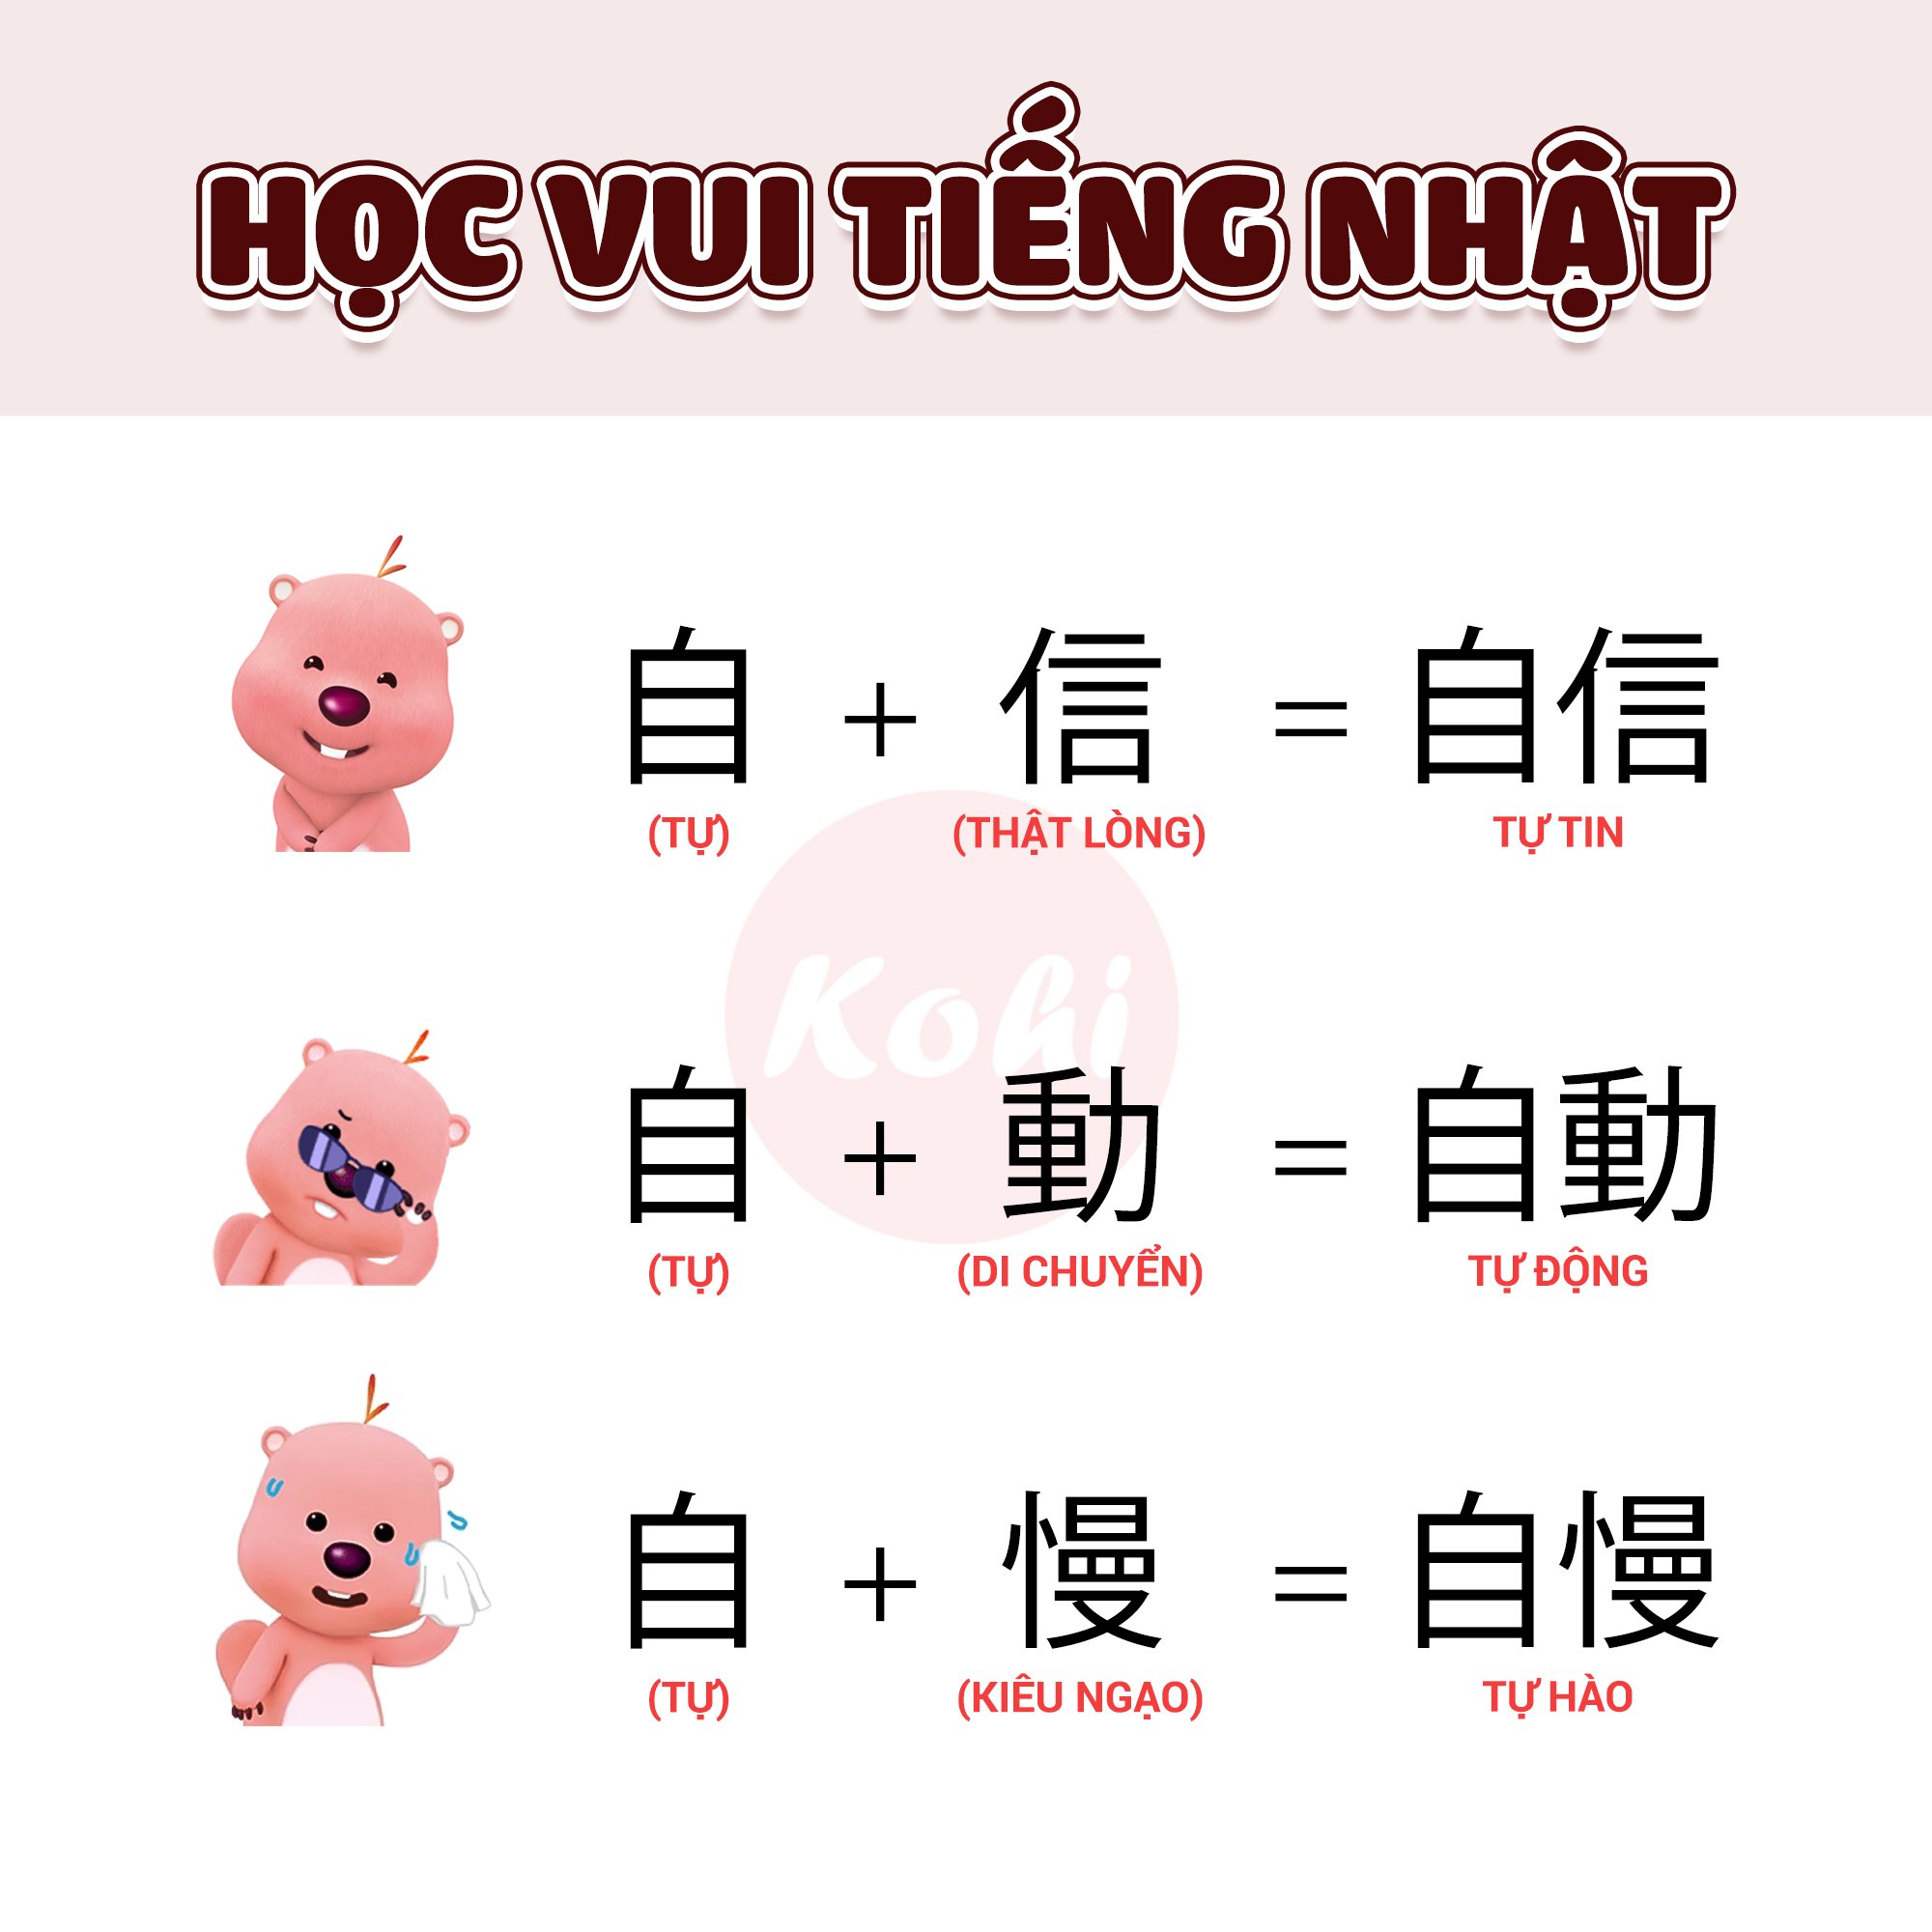 HỌC VUI TIẾNG NHẬT
自 + 信 = 自信
(TỰ) (THẬT LÒNG) TỰ TIN
Kohi
自 + 動 = 自動
(TỰ) (DI CHUYỂN) TỰ ĐỘNG
自 + 慢 = 自慢
(TỰ) (KIÊU NGẠO) TỰ HÀO